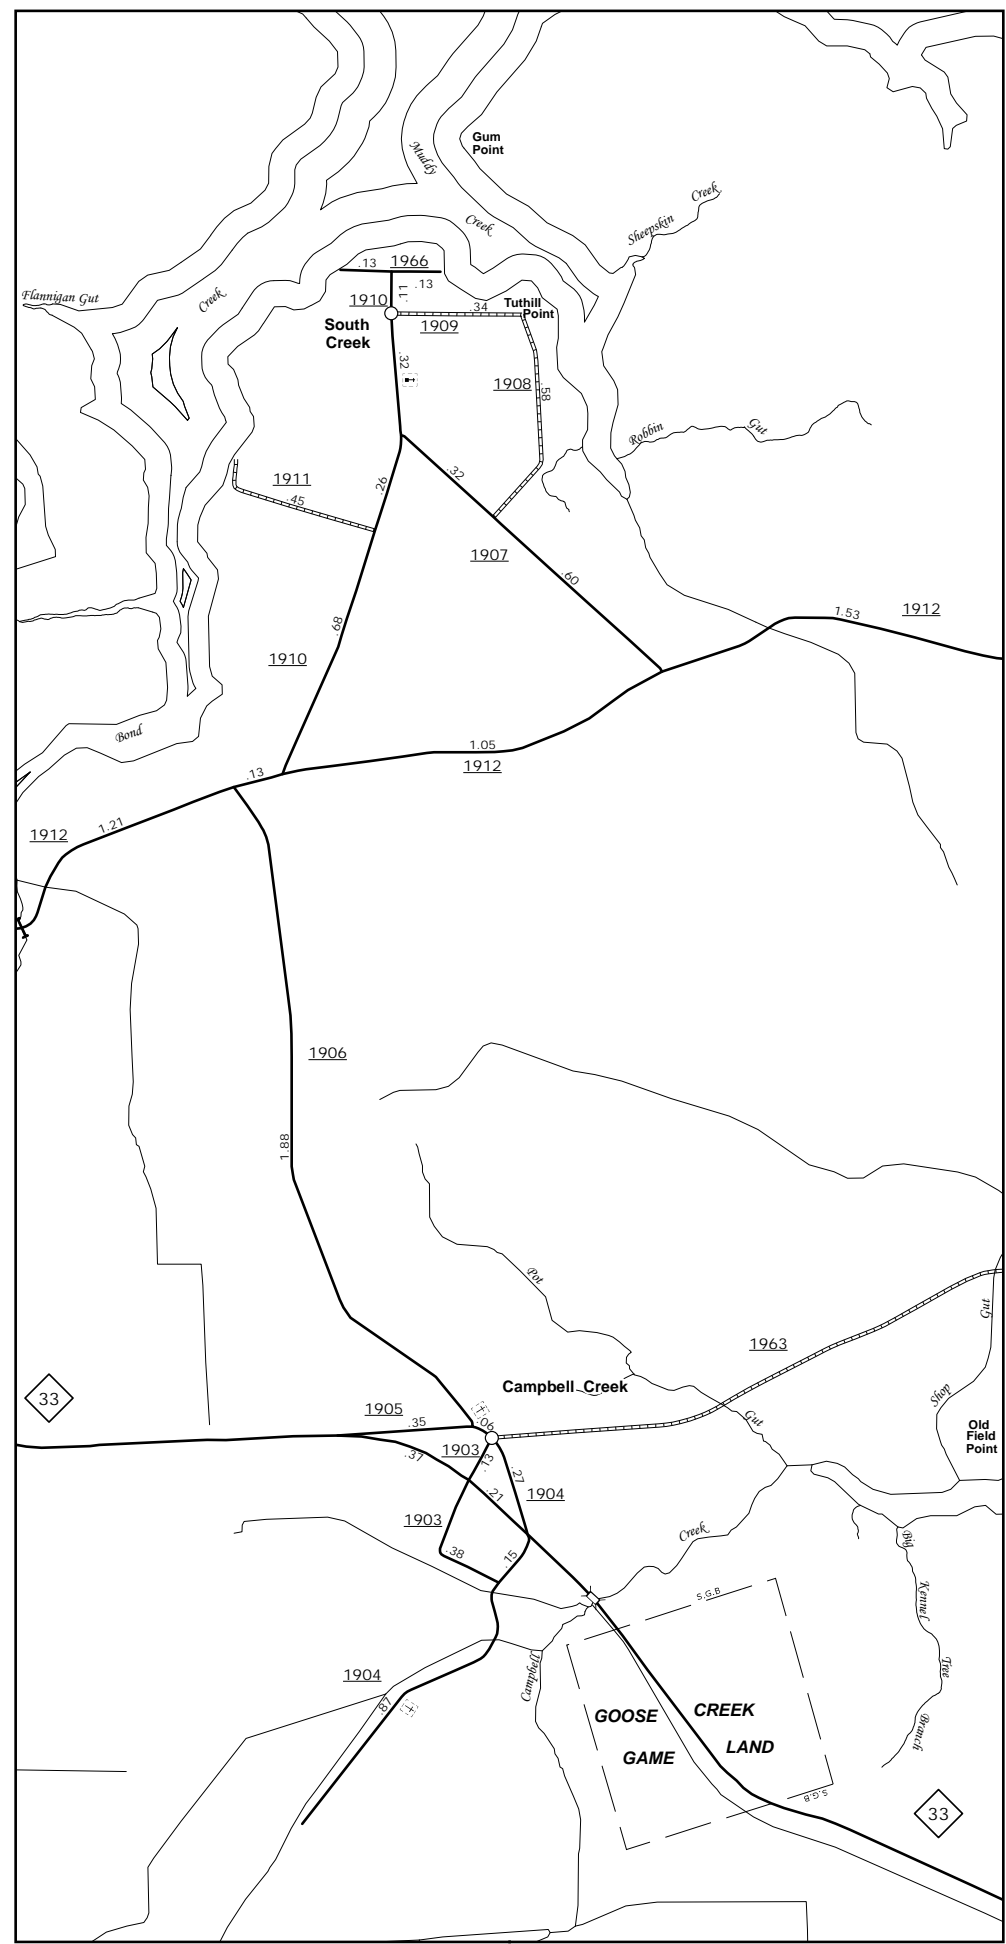 Gum
Point
Muddy
Creek
Sheepskin
Creek
Flannigan Gut
Creek
.13
1966
.13
.11
1910
.34
Tuthill
Point
1909
South
Creek
.32
1908
.58
Robbin
Gut
.32
1911
.45
.26
1907
.60
.68
1910
1.53
1912
Bond
1.05
1912
.13
1.21
1912
1906
1.88
Pot
Gut
1963
33
Campbell Creek
Shop
1905
.35
.06
Gut
Old
Field
Point
1903
.37
.13
.27
.21
1904
1903
.38
.15
Creek
Big
Kennel
Tree
Branch
S.G.B
1904
.87
Campbell
GOOSE
CREEK
GAME
LAND
S.G.B
33